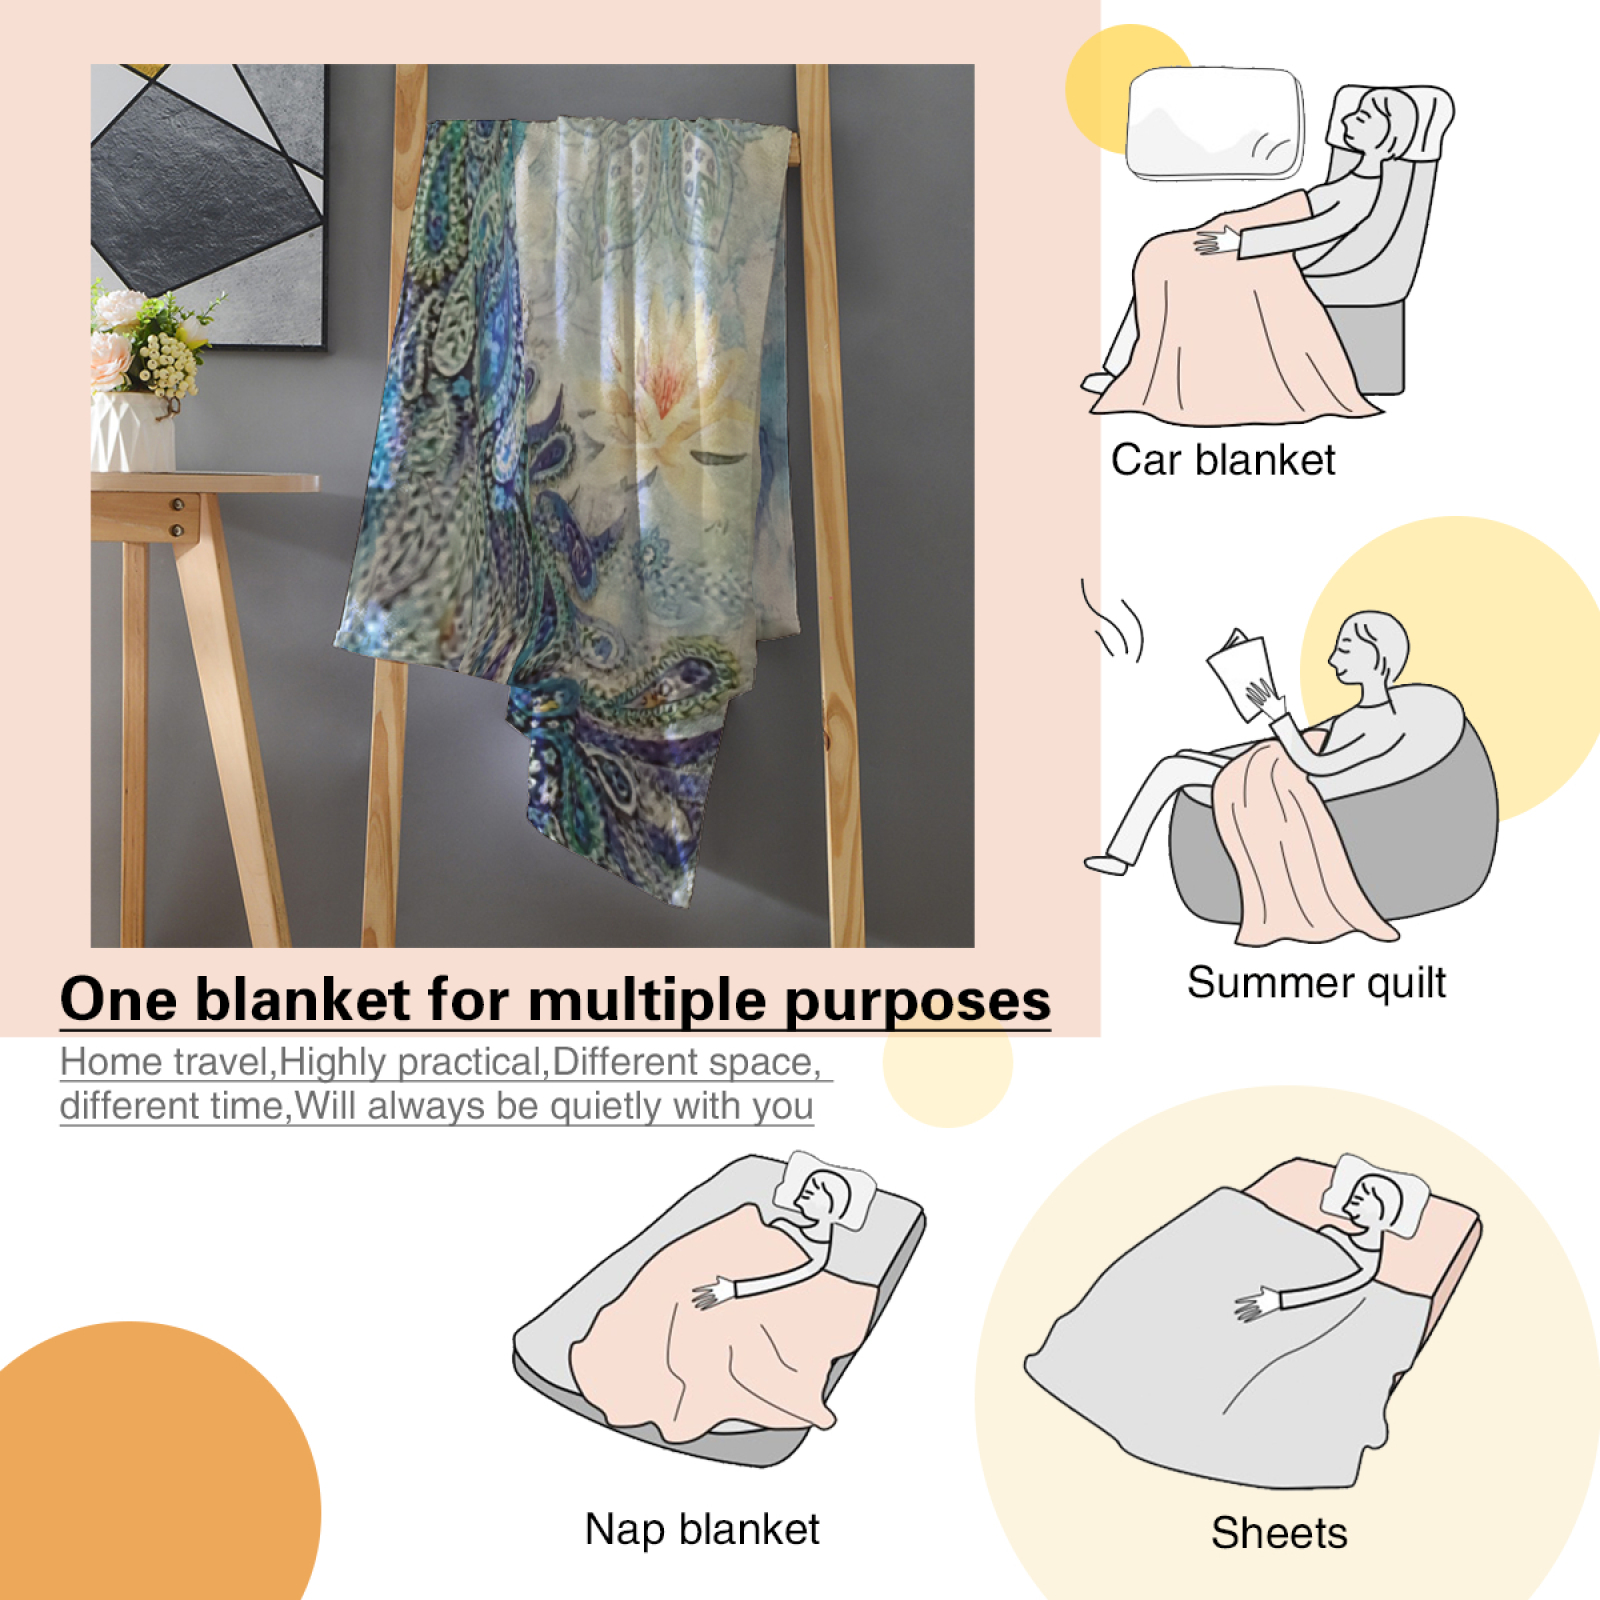 Car blanket
Summer quilt
One blanket for multiple purposes
Home travel,Highly practical,Different space,
different time,Will always be quietly with you
Nap blanket
Sheets